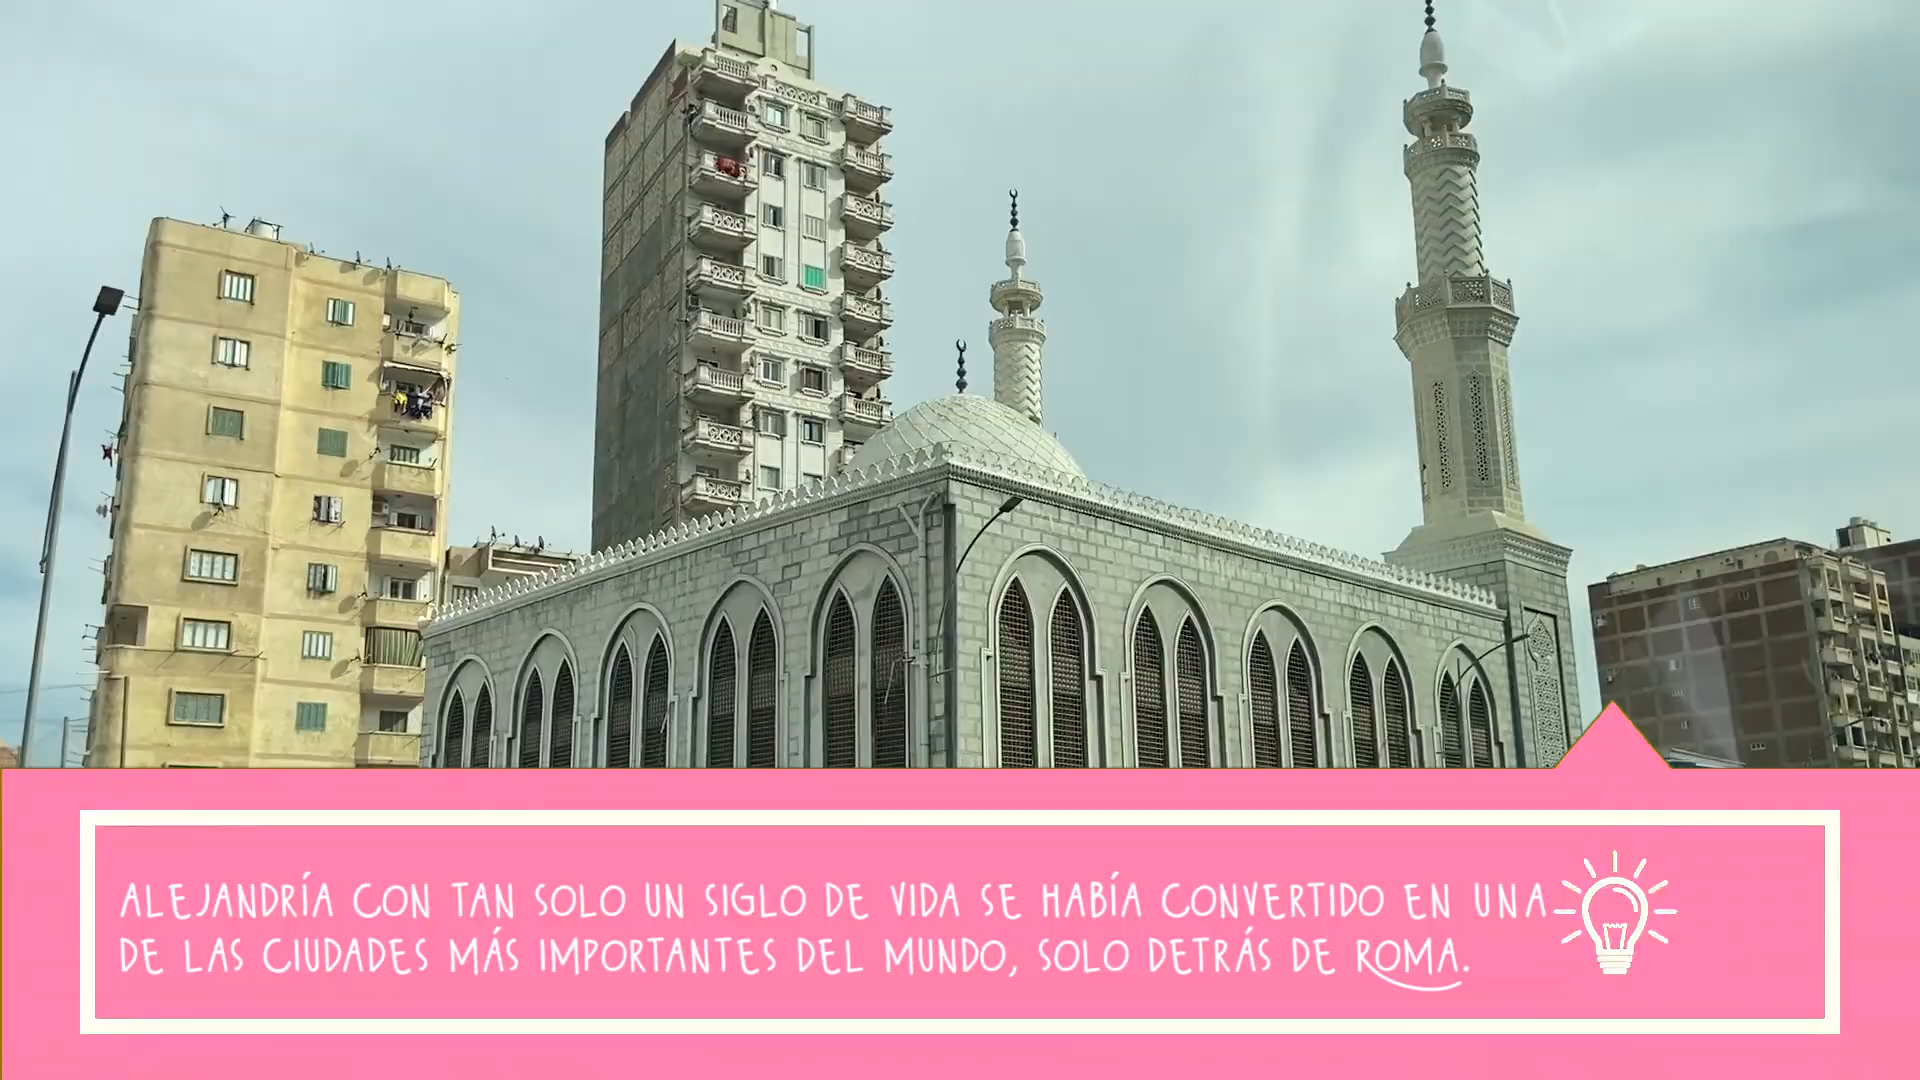 ALEJANDRÍA CON TAN SOLO UN SIGLO DE VIDA SE HABÍA CONVERTIDO EN UNA
DE LAS CIUDADES MÁS IMPORTANTES DEL MUNDO, SOLO DETRÁS DE ROMA.